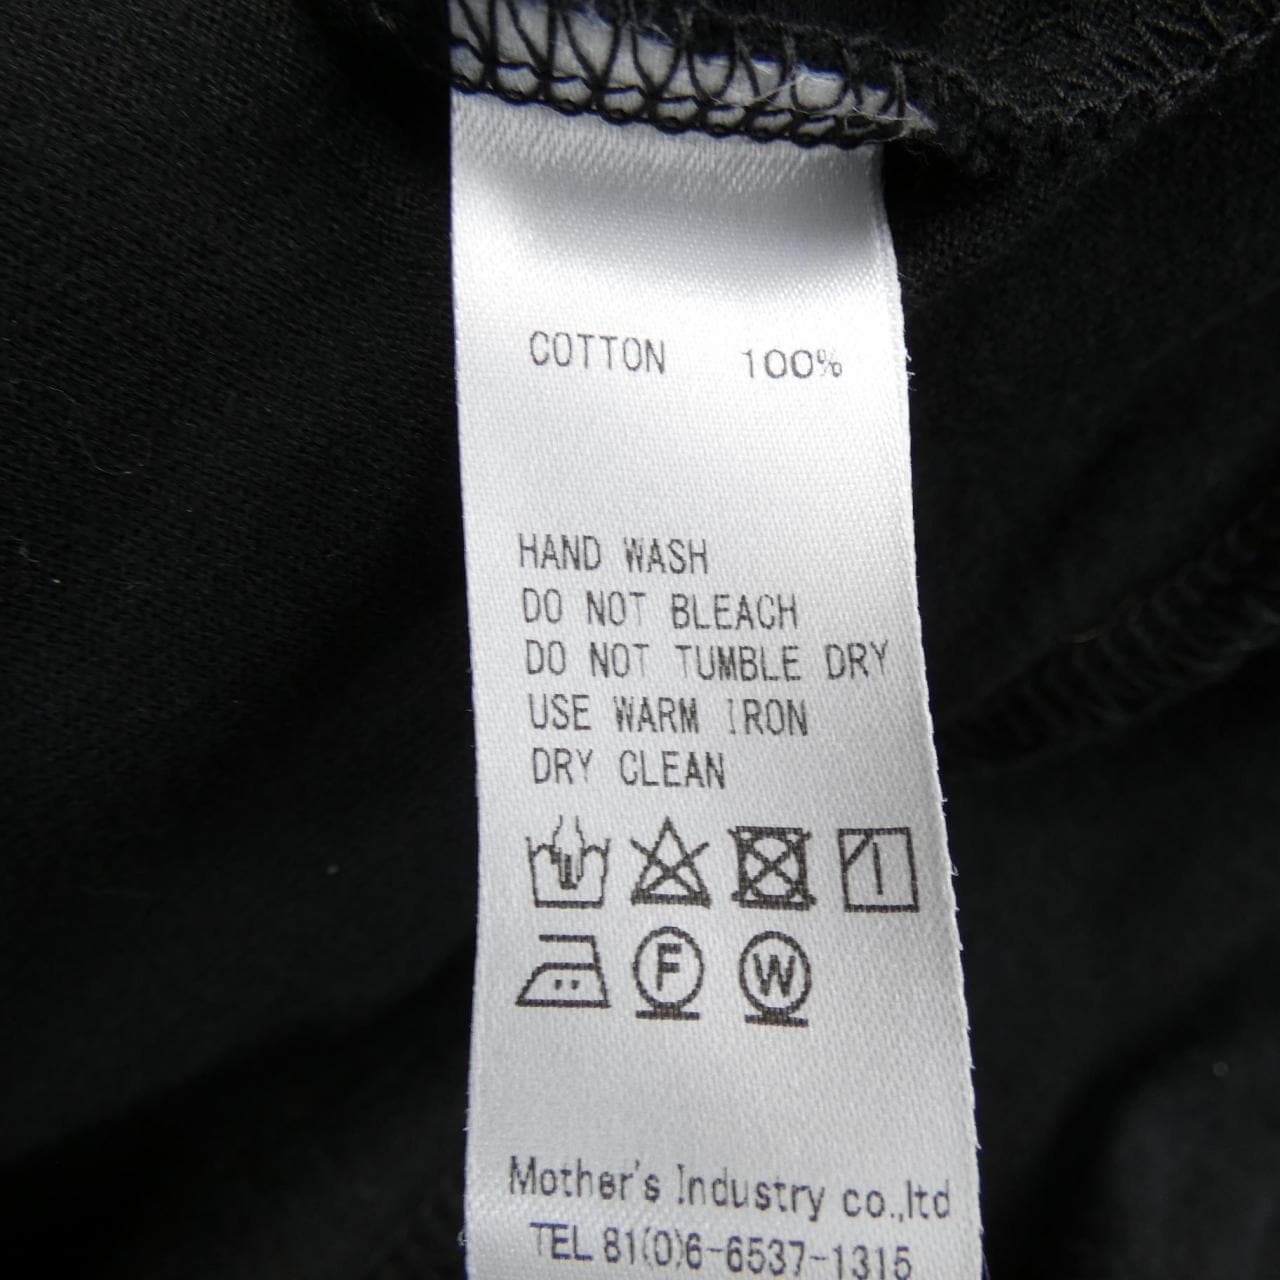 COTTON 100%
HAND WASH
DO NOT BLEACH
DO NOT TUMBLE DRY
USE WARM IRON
DRY CLEAN
F W
Mother's Industry co.,ltd
TEL 81(0)6-6537-1315